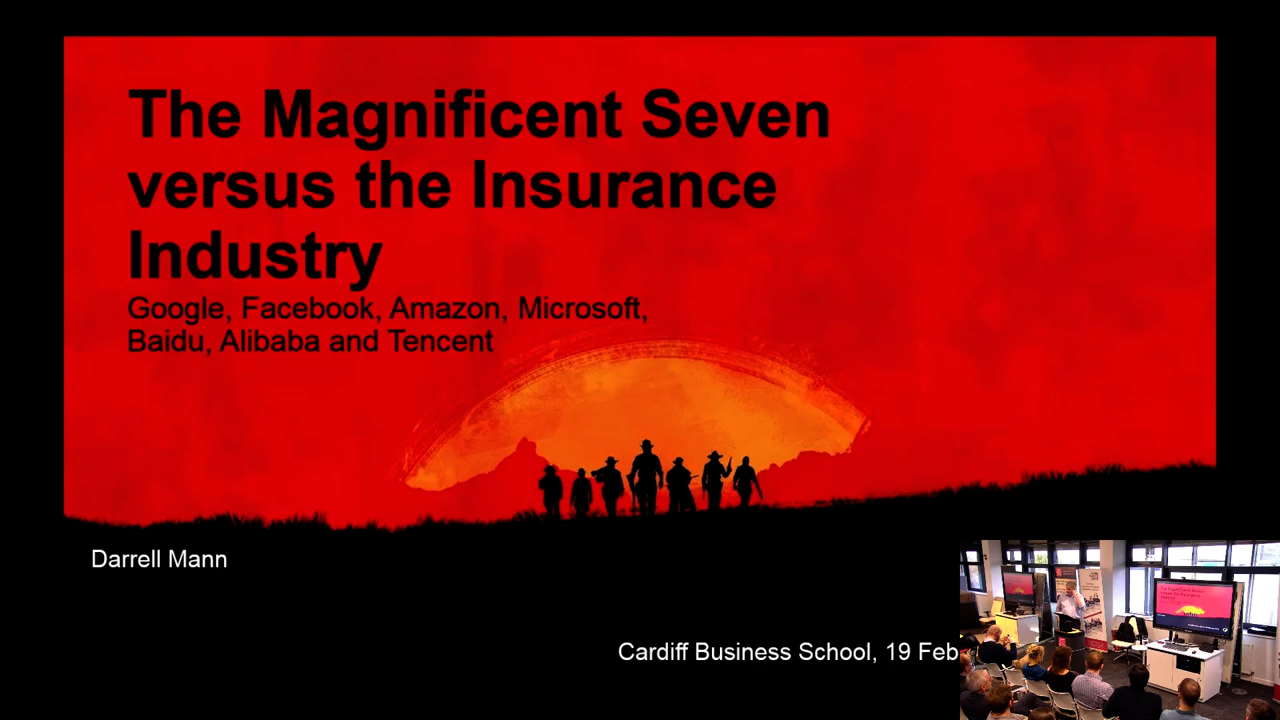 The Magnificent Seven
versus the Insurance
Industry
Google, Facebook, Amazon, Microsoft,
Baidu, Alibaba and Tencent
Darrell Mann
Cardiff Business School, 19 Feb